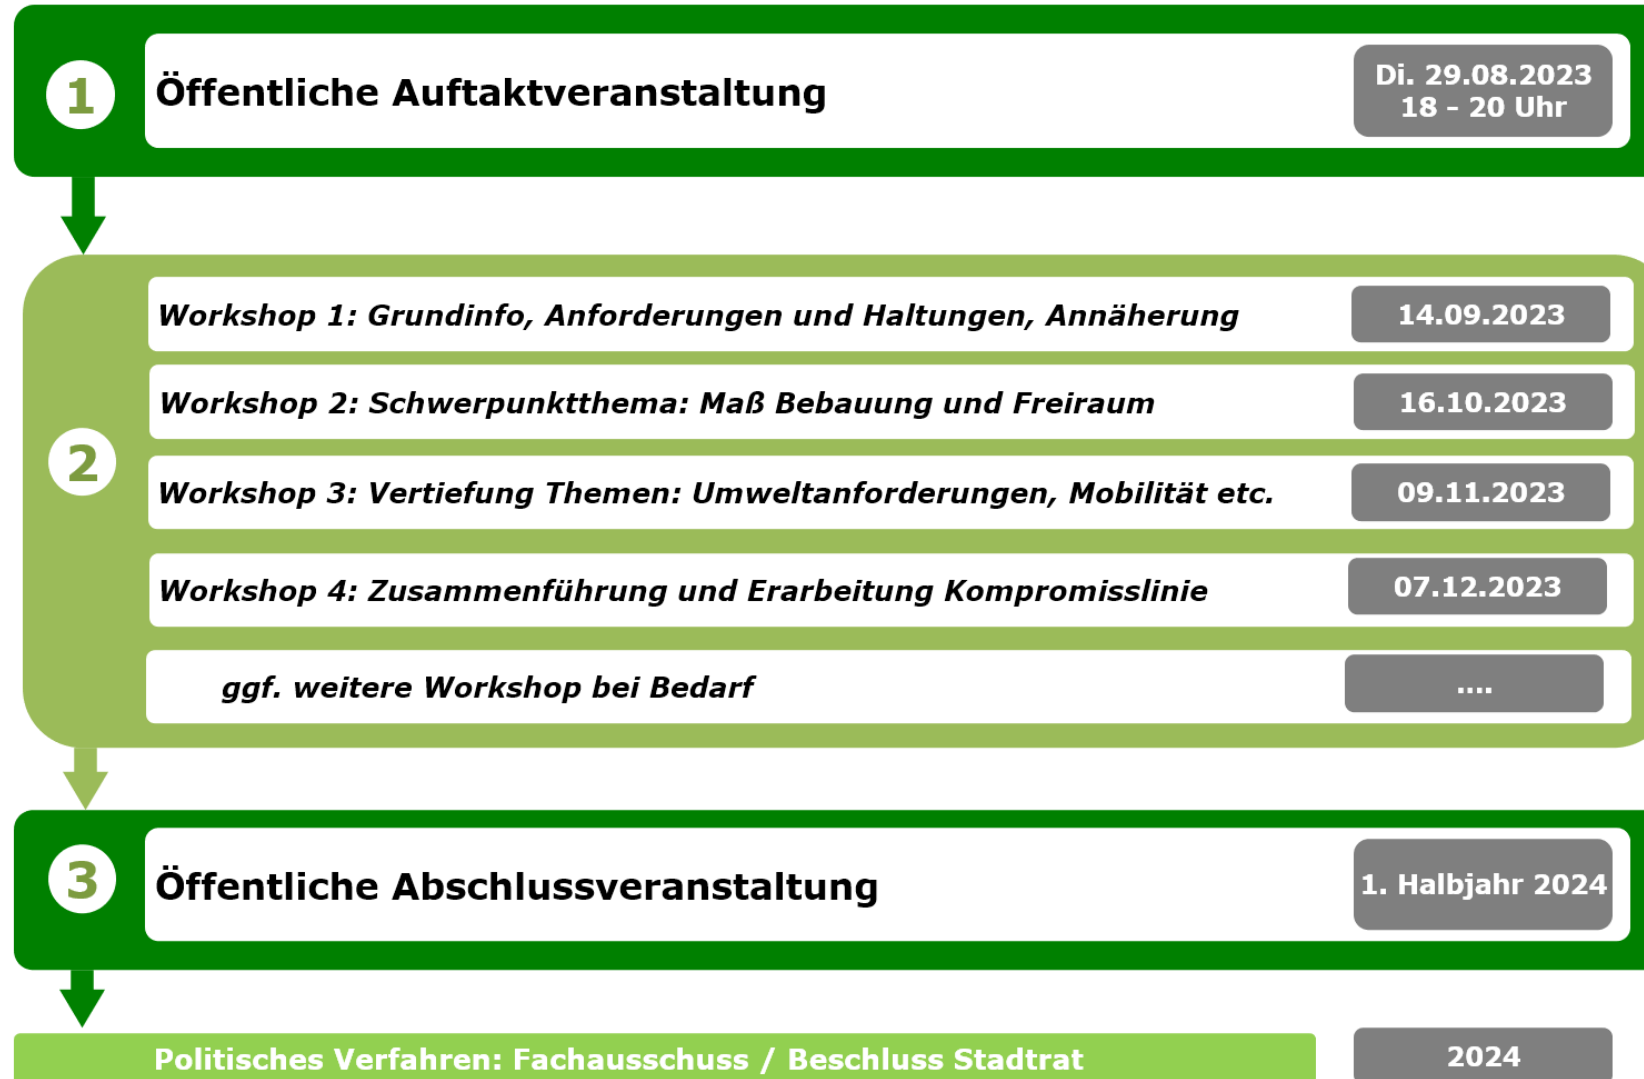 1
Öffentliche Auftaktveranstaltung
Di. 29.08.2023
18 – 20 Uhr
2
Workshop 1: Grundinfo, Anforderungen und Haltungen, Annäherung
14.09.2023
Workshop 2: Schwerpunktthema: Maß Bebauung und Freiraum
16.10.2023
Workshop 3: Vertiefung Themen: Umweltanforderungen, Mobilität etc.
09.11.2023
Workshop 4: Zusammenführung und Erarbeitung Kompromisslinie
07.12.2023
ggf. weitere Workshop bei Bedarf
....
3
Öffentliche Abschlussveranstaltung
1. Halbjahr 2024
Politisches Verfahren: Fachausschuss / Beschluss Stadtrat
2024